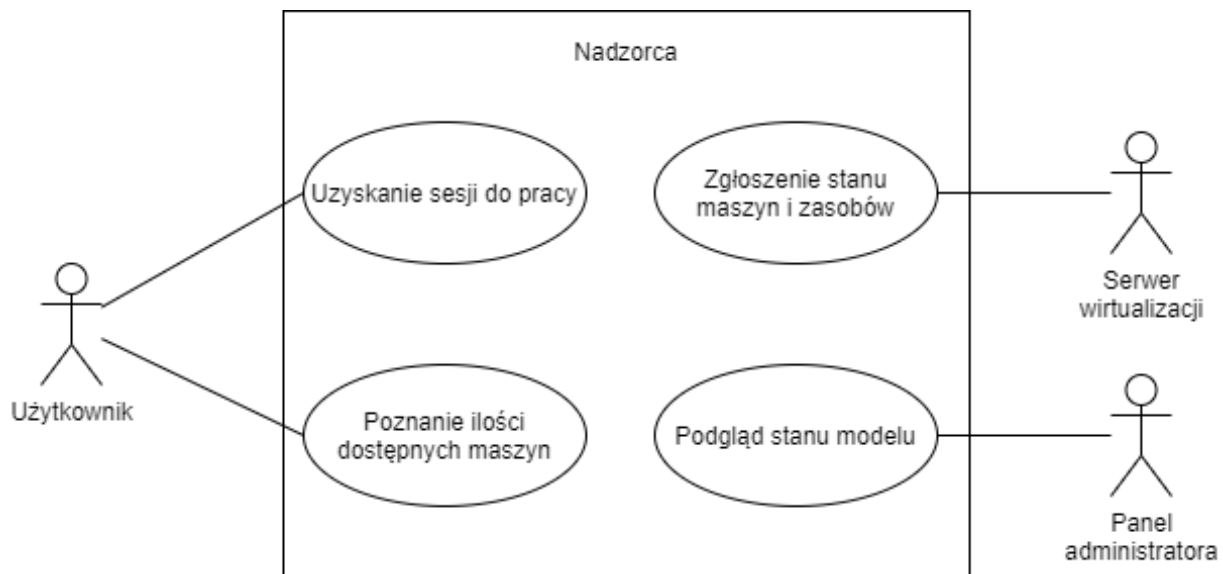 Nadzorca
Uzyskanie sesji do pracy
Zgłoszenie stanu
maszyn i zasobów
Serwer
wirtualizacji
Użytkownik
Poznanie ilości
dostępnych maszyn
Podgląd stanu modelu
Panel
administratora